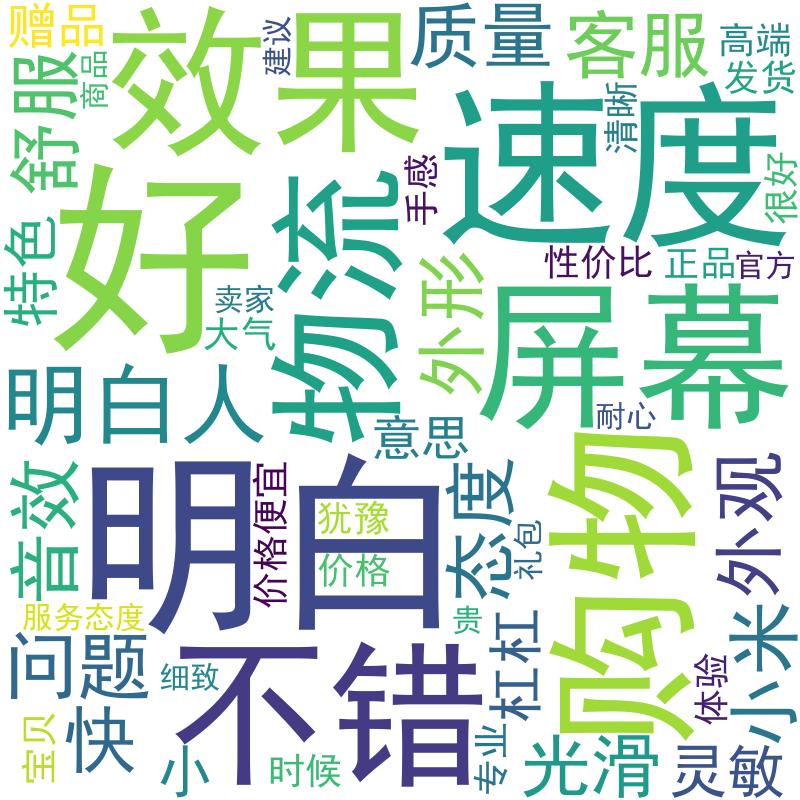 赠品
效果
建议
质量
客服
高端
发货
商品
舒服
速度
清晰
很好
手感
好
物流
特色
卖家
大气
外形
性价比
正品
官方
屏幕
明白人
意思
耐心
购物
音效
明白
价格便宜
犹豫
价格
态度
礼包
外观
服务态度
贵
问题
细致
不错
杠杠
体验
小米
宝贝
快
小
时候
专业
光滑
灵敏